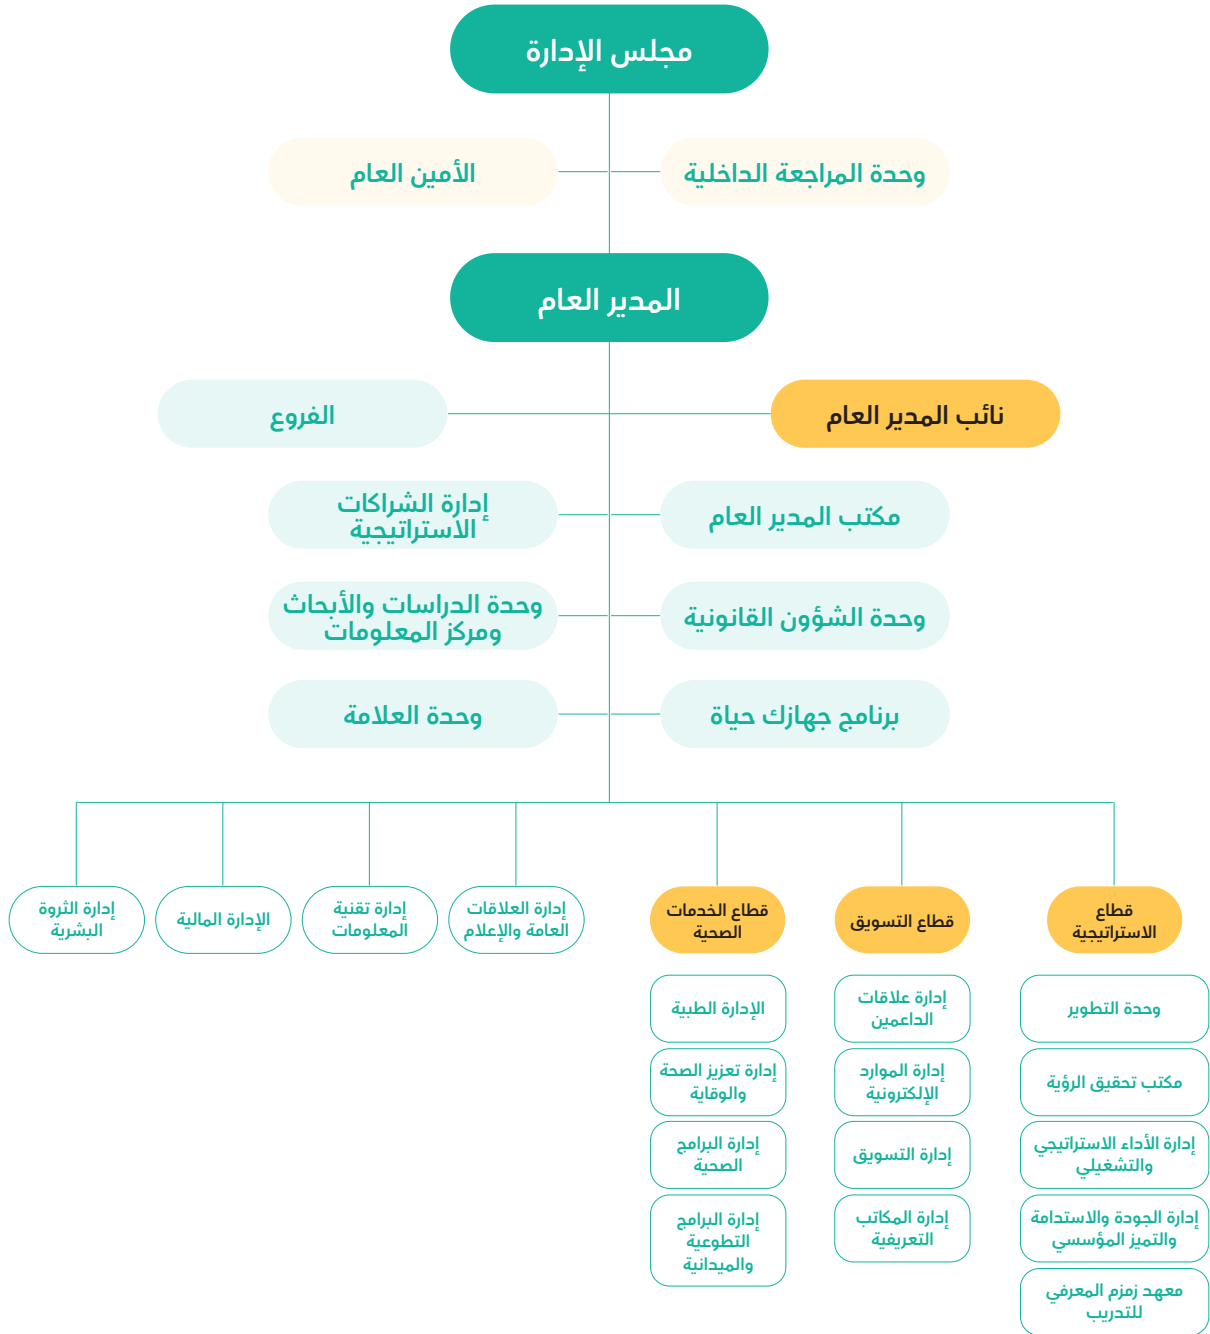 مجلس الإدارة
وحدة المراجعة الداخلية
الأمين العام
المدير العام
نائب المدير العام
الفروع
مكتب المدير العام
إدارة الشراكات
الاستراتيجية
وحدة الشؤون القانونية
وحدة الدراسات والأبحاث
ومركز المعلومات
برنامج جهازك حياة
وحدة العلامة
قطاع
الاستراتيجية
وحدة التطوير
مكتب تحقيق الرؤية
إدارة الأداء الاستراتيجي
والتشغيلي
إدارة الجودة والاستدامة
والتميز المؤسسي
معهد زمزم المعرفي
للتدريب
قطاع التسويق
إدارة علاقات
الداعمين
إدارة الموارد
الإلكترونية
إدارة التسويق
إدارة المكاتب
التعريفية
قطاع الخدمات
الصحية
الإدارة الطبية
إدارة تعزيز الصحة
والوقاية
إدارة البرامج
الصحية
إدارة البرامج
التطوعية
والميدانية
إدارة العلاقات
العامة والإعلام
إدارة تقنية
المعلومات
الإدارة المالية
إدارة الثروة
البشرية